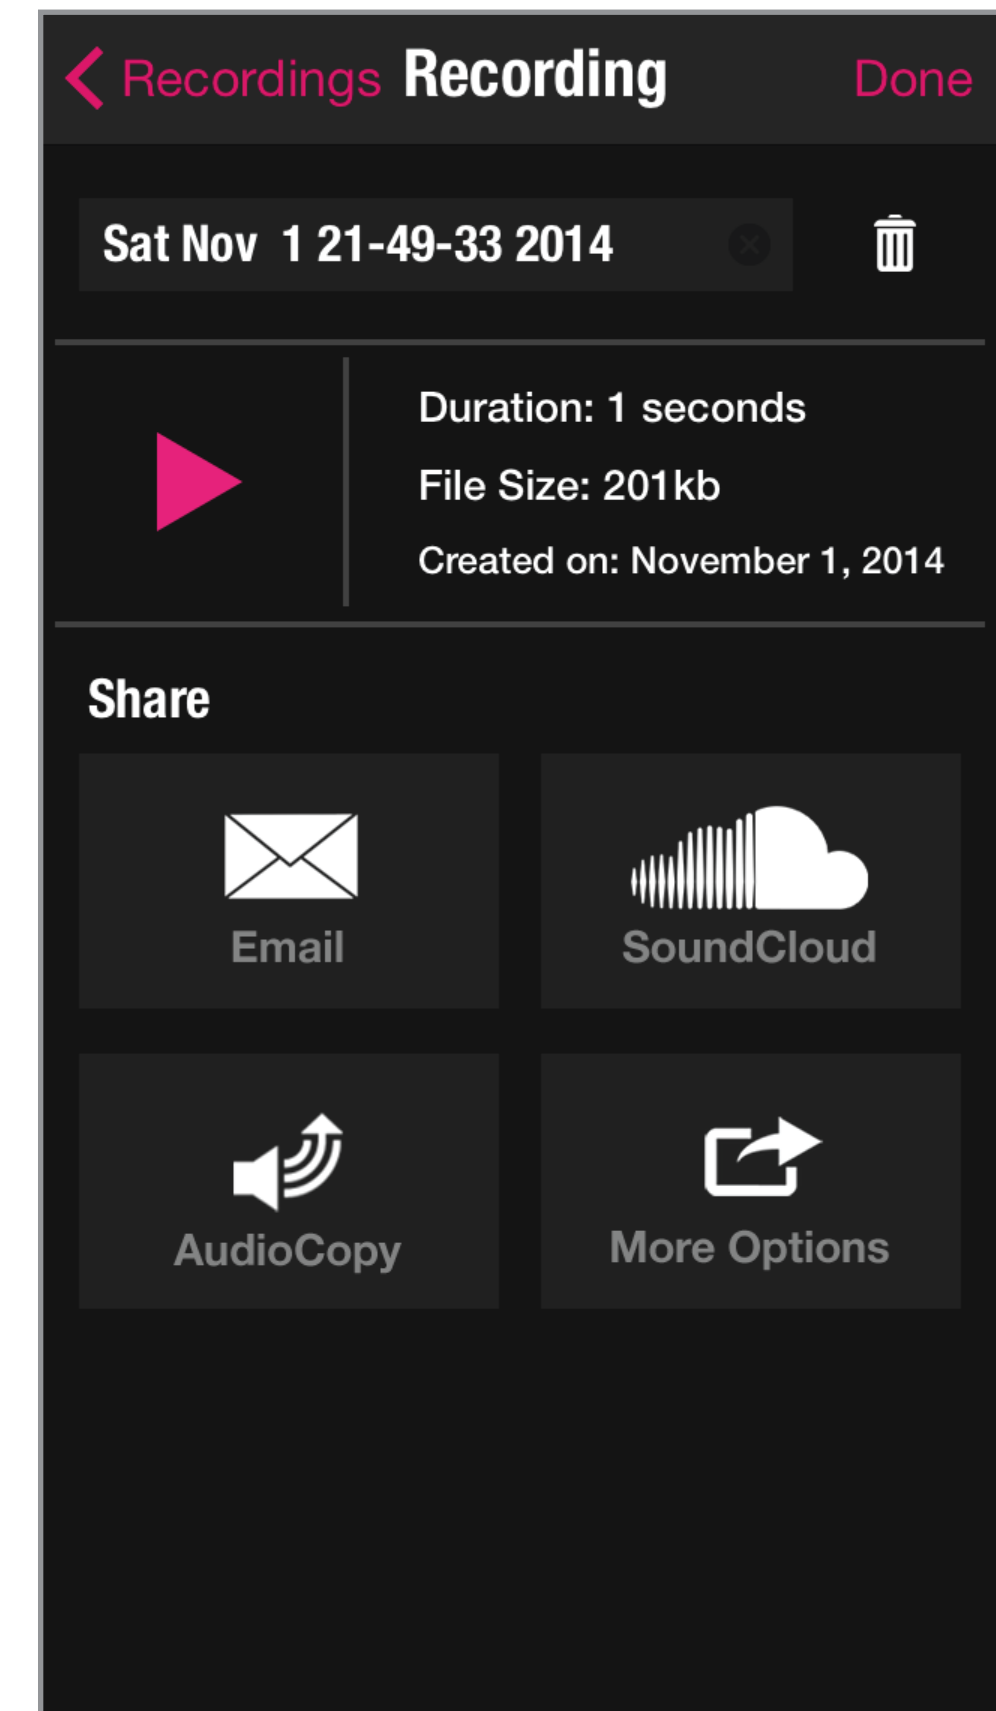 Recordings Recording Done
Sat Nov  1 21-49-33 2014
Duration: 1 seconds
File Size: 201kb
Created on: November 1, 2014
Share
Email SoundCloud
AudioCopy More Options